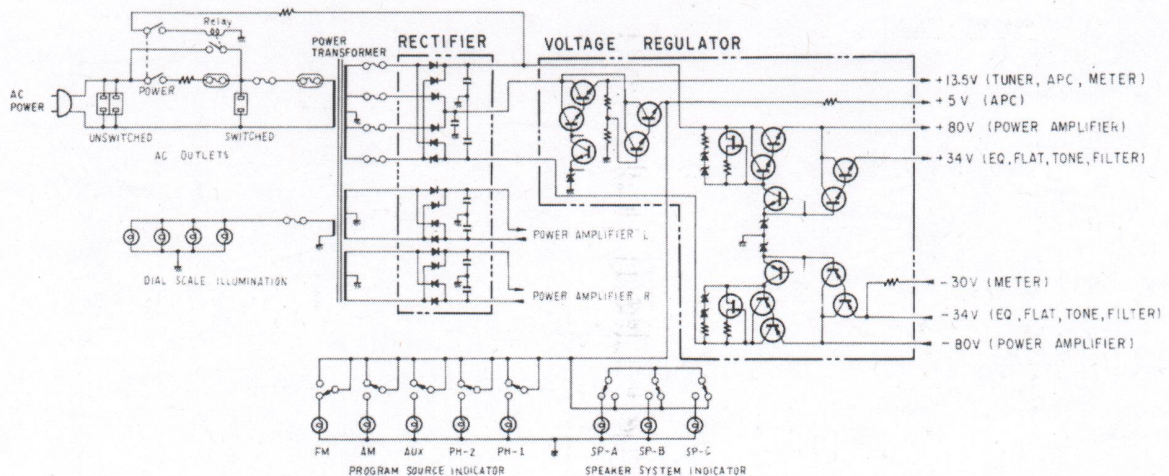 Relay
POWER TRANSFORMER
RECTIFIER
VOLTAGE REGULATOR
AC POWER
POWER
UNSWITCHED
SWITCHED
AC OUTLETS
+13.5V (TUNER, APC, METER)
+5V (APC)
+80V (POWER AMPLIFIER)
+34V (EQ, FLAT, TONE, FILTER)
POWER AMPLIFIER L
DIAL SCALE ILLUMINATION
POWER AMPLIFIER R
-30V (METER)
-34V (EQ, FLAT, TONE, FILTER)
-80V (POWER AMPLIFIER)
FM AM AUX PH-2 PH-1 SP-A SP-B SP-C
PROGRAM SOURCE INDICATOR
SPEAKER SYSTEM INDICATOR